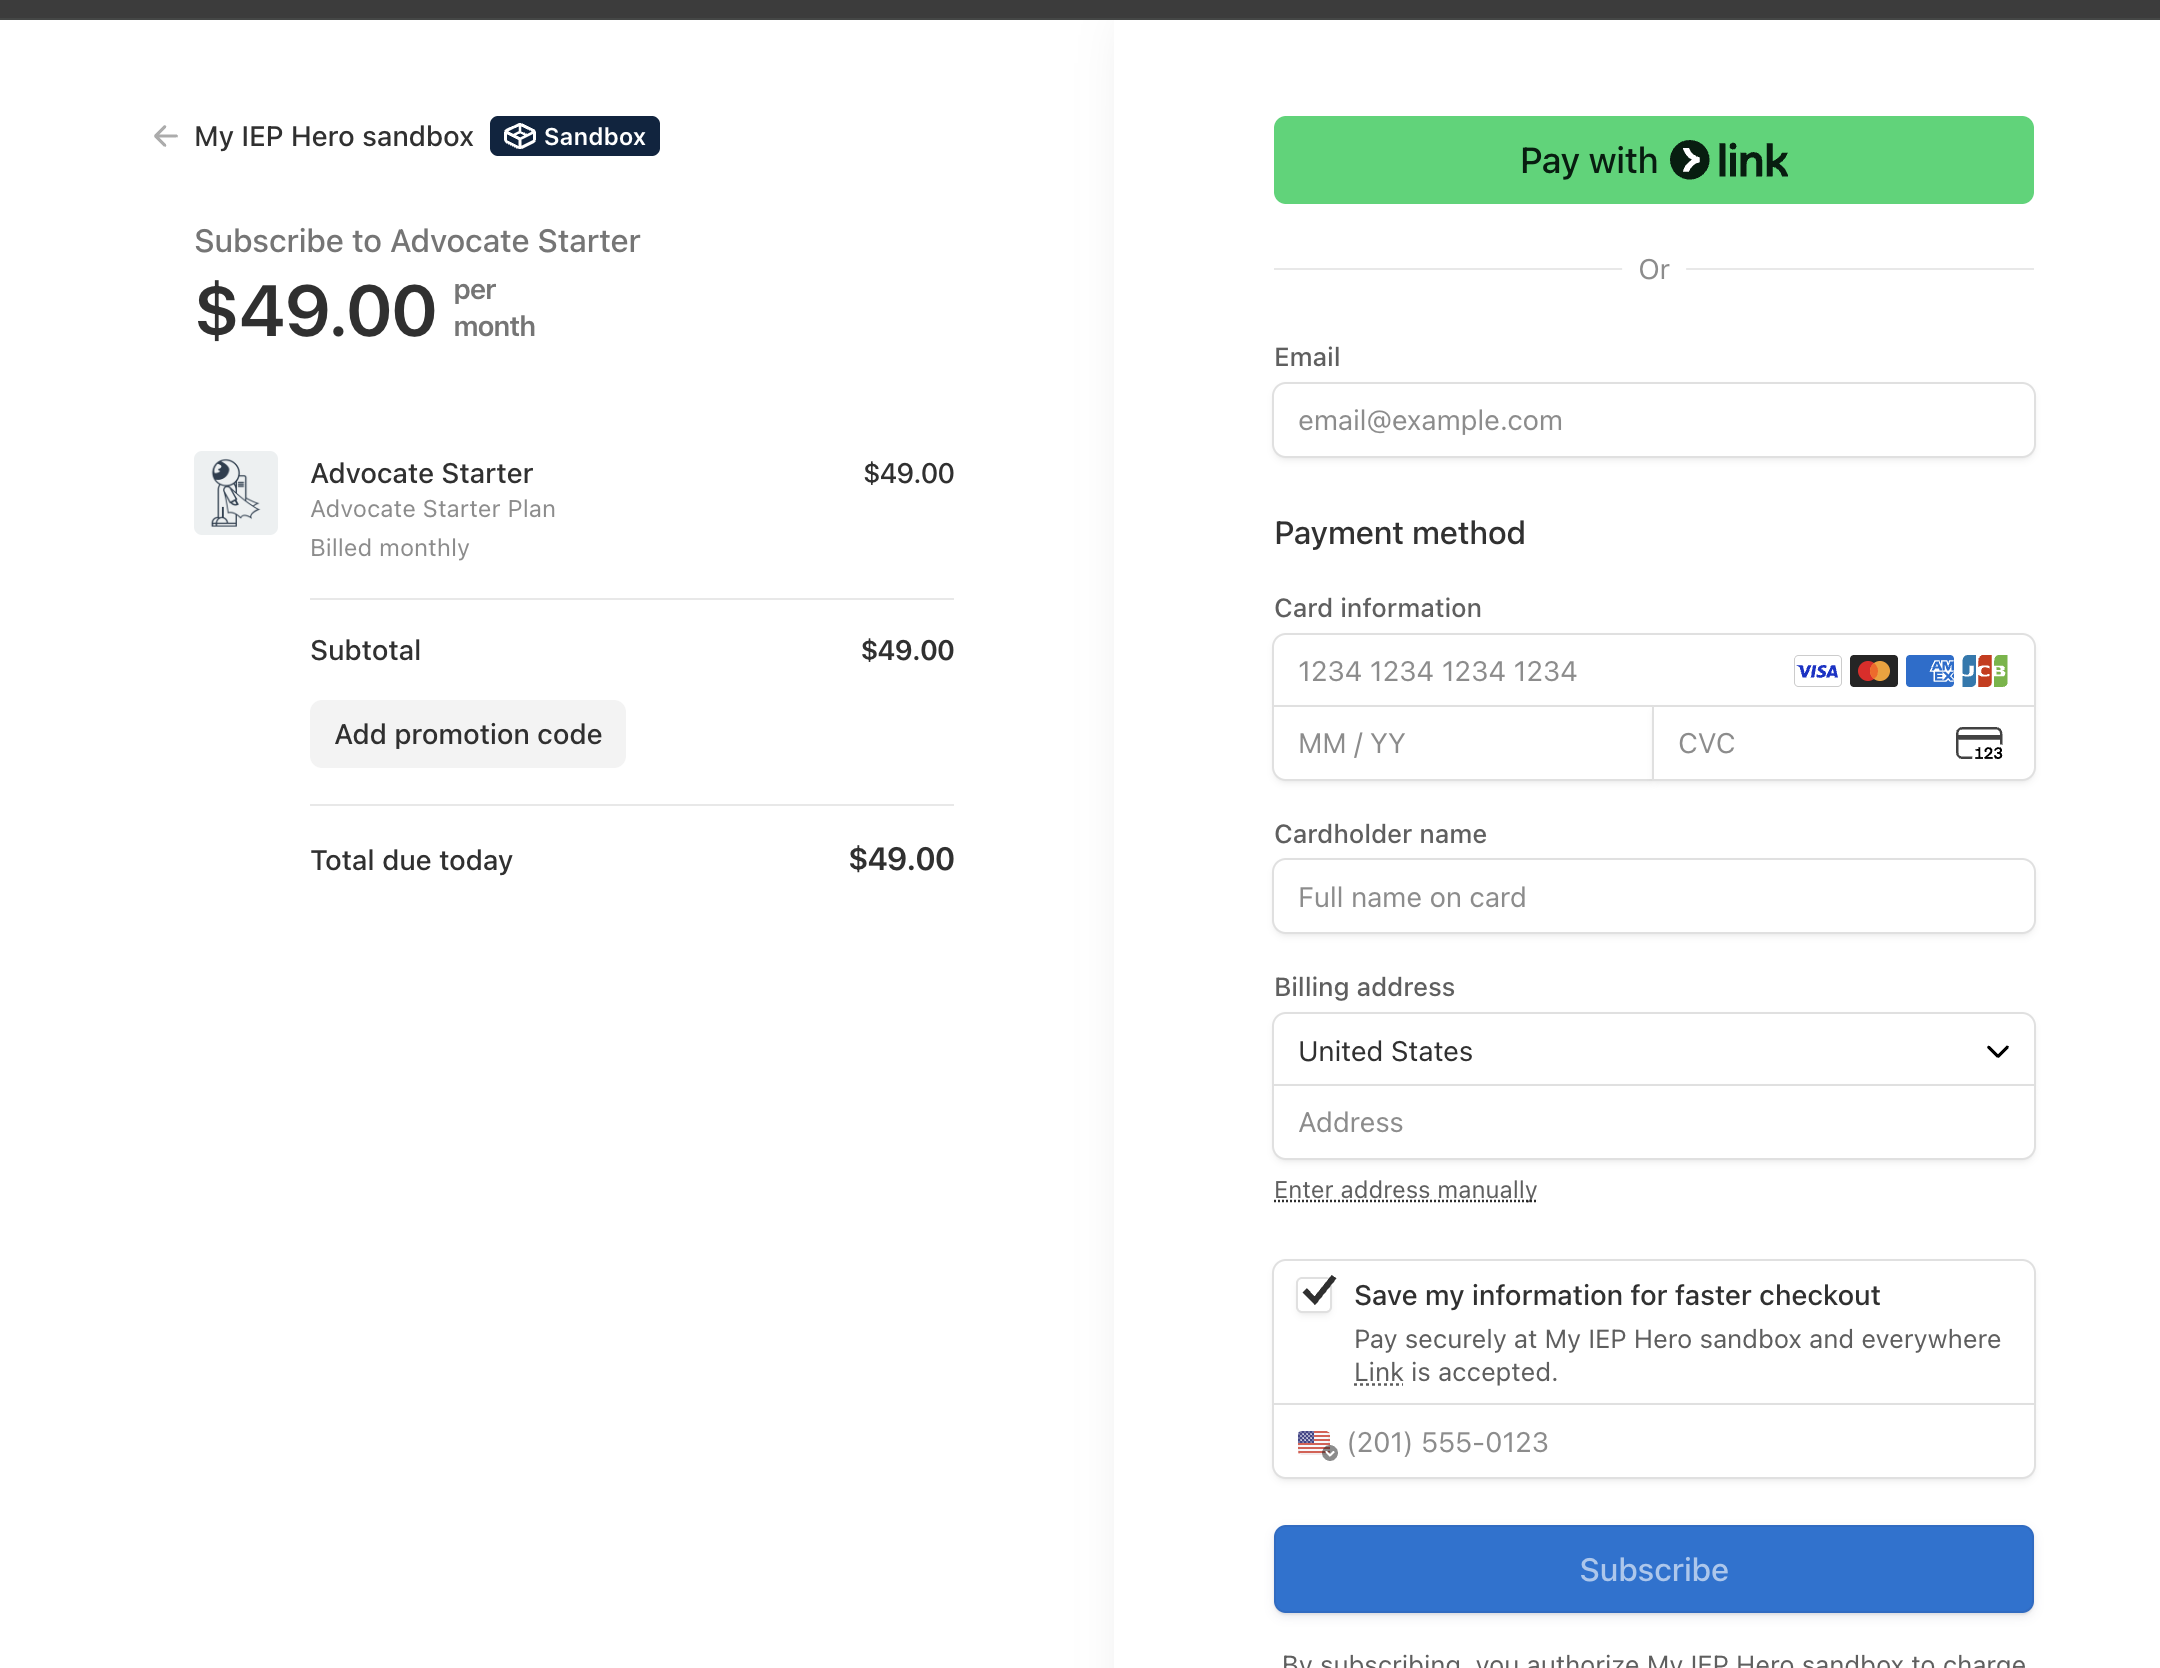 My IEP Hero sandbox
Sandbox
Subscribe to Advocate Starter
$49.00 per
month
Advocate Starter $49.00
Advocate Starter Plan
Billed monthly
Subtotal $49.00
Add promotion code
Total due today $49.00
Pay with link
Or
Email
email@example.com
Payment method
Card information
1234 1234 1234 1234 VISA AM EX JCB
MM / YY CVC 123
Cardholder name
Full name on card
Billing address
United States
Address
Enter address manually
Save my information for faster checkout
Pay securely at My IEP Hero sandbox and everywhere
Link is accepted.
(201) 555-0123
Subscribe
By subscribing, you authorize My IEP Hero sandbox to charge